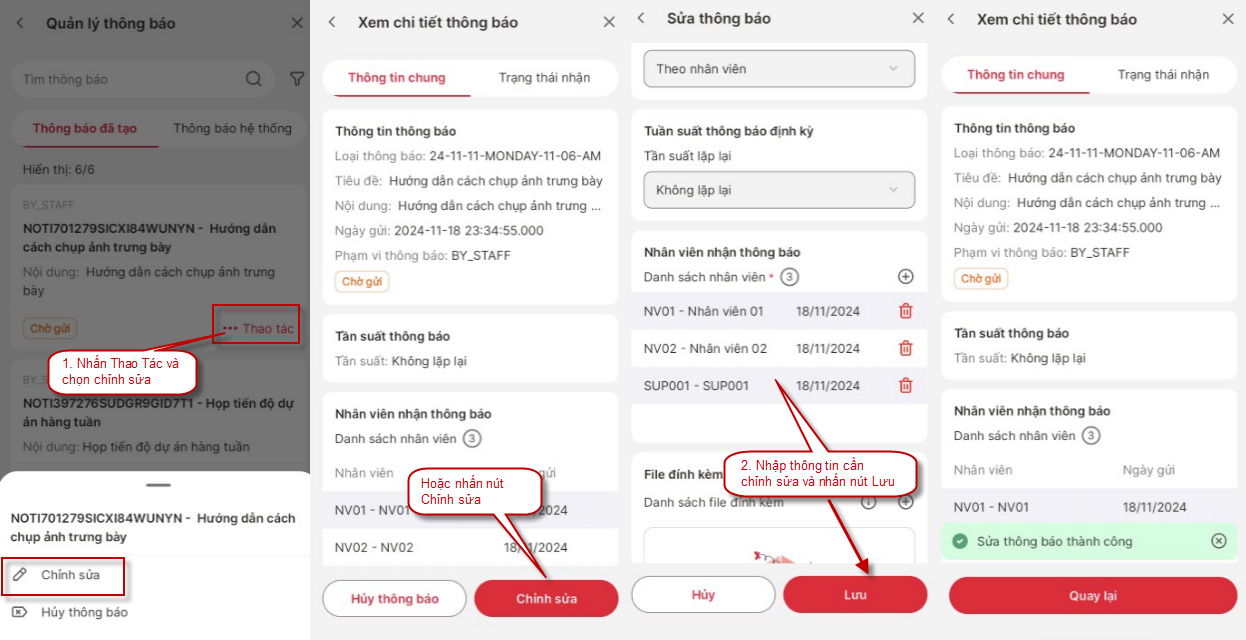 Quản lý thông báo
Tìm thông báo
Thông báo đã tạo
Thông báo hệ thống
Hiển thị: 6/6
BY_STAFF
NOTI701279SICXI84WUNYN - Hướng dẫn
cách chụp ảnh trưng bày
Nội dung: Hướng dẫn cách chụp ảnh trưng
bày
Chờ gửi
••• Thao tác
1. Nhấn Thao Tác và
chọn chỉnh sửa
NOTI397276SUDGR9GID7T1 - Họp tiến độ dự
án hàng tuần
Nội dung: Họp tiến độ dự án hàng tuần
NOTI701279SICXI84WUNYN - Hướng dẫn cách
chụp ảnh trưng bày
Chỉnh sửa
Hủy thông báo
Xem chi tiết thông báo
Thông tin chung
Trạng thái nhận
Thông tin thông báo
Loại thông báo: 24-11-11-MONDAY-11-06-AM
Tiêu đề: Hướng dẫn cách chụp ảnh trưng bày
Nội dung: Hướng dẫn cách chụp ảnh trưng ...
Ngày gửi: 2024-11-18 23:34:55.000
Phạm vi thông báo: BY_STAFF
Chờ gửi
Tần suất thông báo
Tần suất: Không lặp lại
Nhân viên nhận thông báo
Danh sách nhân viên 3
Nhân viên
gửi
Hoặc nhấn nút
Chỉnh sửa
NV01 - NV01
2024
NV02 - NV02
18/11/2024
Hủy thông báo
Chỉnh sửa
Sửa thông báo
Theo nhân viên
Tuần suất thông báo định kỳ
Tần suất lặp lại
Không lặp lại
Nhân viên nhận thông báo
Danh sách nhân viên * 3
NV01 - Nhân viên 01 18/11/2024
NV02 - Nhân viên 02 18/11/2024
SUP001 - SUP001 18/11/2024
2. Nhập thông tin cần
chỉnh sửa và nhấn nút Lưu
File đính kèm
Danh sách file đính kèm
Hủy
Lưu
Xem chi tiết thông báo
Thông tin chung
Trạng thái nhận
Thông tin thông báo
Loại thông báo: 24-11-11-MONDAY-11-06-AM
Tiêu đề: Hướng dẫn cách chụp ảnh trưng bày
Nội dung: Hướng dẫn cách chụp ảnh trưng ...
Ngày gửi: 2024-11-18 23:34:55.000
Phạm vi thông báo: BY_STAFF
Chờ gửi
Tần suất thông báo
Tần suất: Không lặp lại
Nhân viên nhận thông báo
Danh sách nhân viên 3
Nhân viên
Ngày gửi
NV01 - NV01
18/11/2024
Sửa thông báo thành công
Quay lại